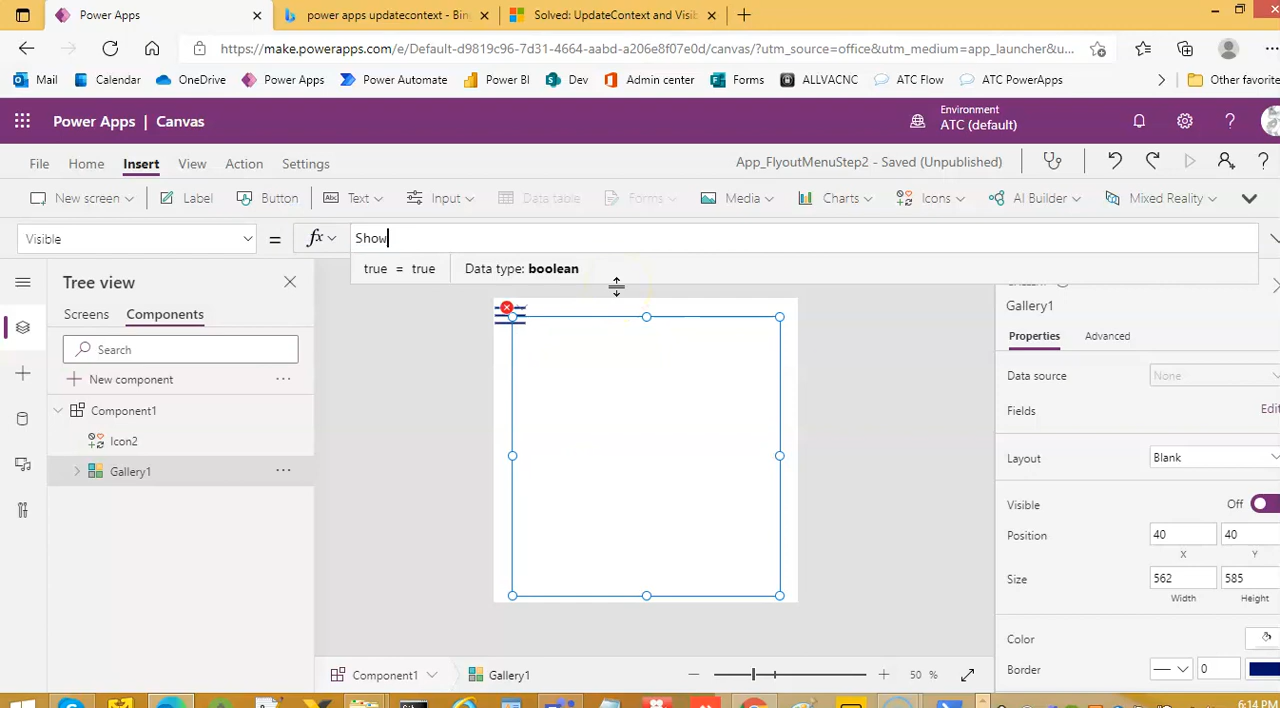 Power Apps
power apps updatecontext - Bin
Solved: UpdateContext and Visib
https://make.powerapps.com/e/Default-d9819c96-7d31-4664-aabd-a206e8f07e0d/canvas/?utm_source=office&utm_medium=app_launcher&u...
Mail
Calendar
OneDrive
Power Apps
Power Automate
Power BI
Dev
Admin center
Forms
ALLVACNC
ATC Flow
ATC PowerApps
Other favorite
Power Apps | Canvas
Environment
ATC (default)
File
Home
Insert
View
Action
Settings
App_FlyoutMenuStep2 - Saved (Unpublished)
New screen
Label
Button
Text
Input
Data table
Forms
Media
Charts
Icons
AI Builder
Mixed Reality
Visible
=
fx
Show
true = true
Data type: boolean
Tree view
Screens
Components
Search
New component
Component1
Icon2
Gallery1
Gallery1
Properties
Advanced
Data source
None
Fields
Edit
Layout
Blank
Visible
Off
Position
40
40
X
Y
Size
562
585
Width
Height
Color
Border
0
Component1
Gallery1
50 %
6:14 PM